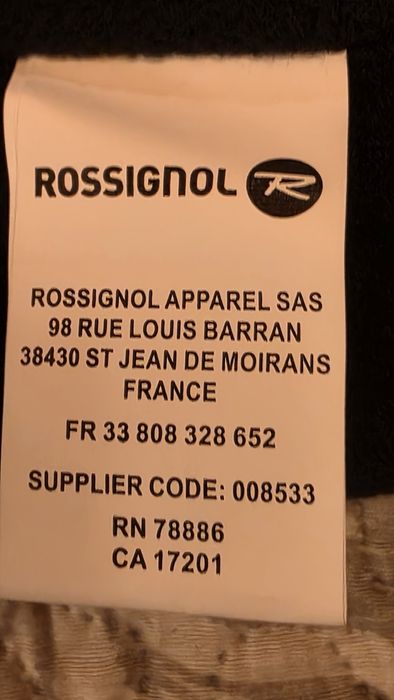 ROSSIGNOL R
ROSSIGNOL APPAREL SAS
98 RUE LOUIS BARRAN
38430 ST JEAN DE MOIRANS
FRANCE
FR 33 808 328 652
SUPPLIER CODE: 008533
RN 78886
CA 17201